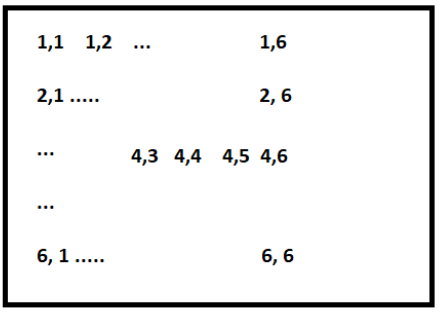 1,1 1,2 ... 1,6
2,1 ..... 2, 6
... 4,3 4,4 4,5 4,6
...
6, 1 ..... 6, 6